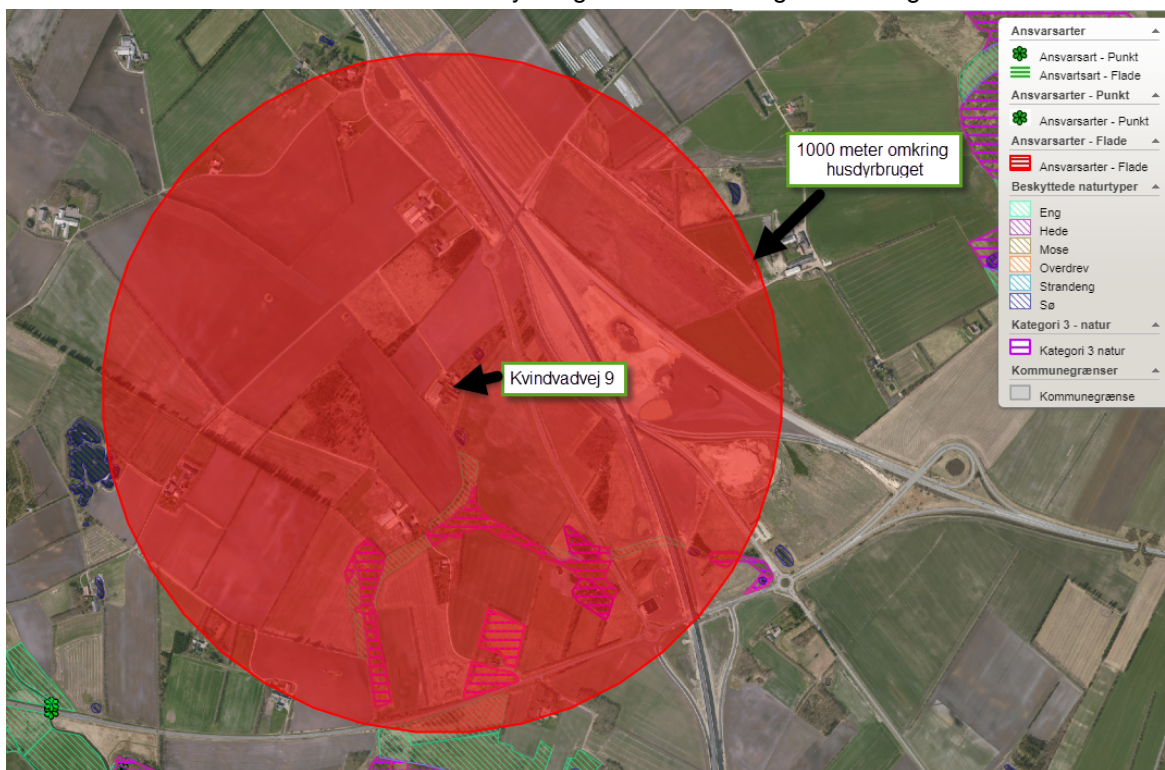 Ansvarsarter
Ansvarsart - Punkt
Ansvartsart - Flade
Ansvarsarter - Punkt
Ansvarsarter - Punkt
Ansvarsarter - Flade
Ansvarsarter - Flade
Beskyttede naturtyper
Eng
Hede
Mose
Overdrev
Strandeng
Sø
Kategori 3 - natur
Kategori 3 natur
Kommunegrænser
Kommunegrænse
1000 meter omkring
husdyrbruget
Kvindvadvej 9